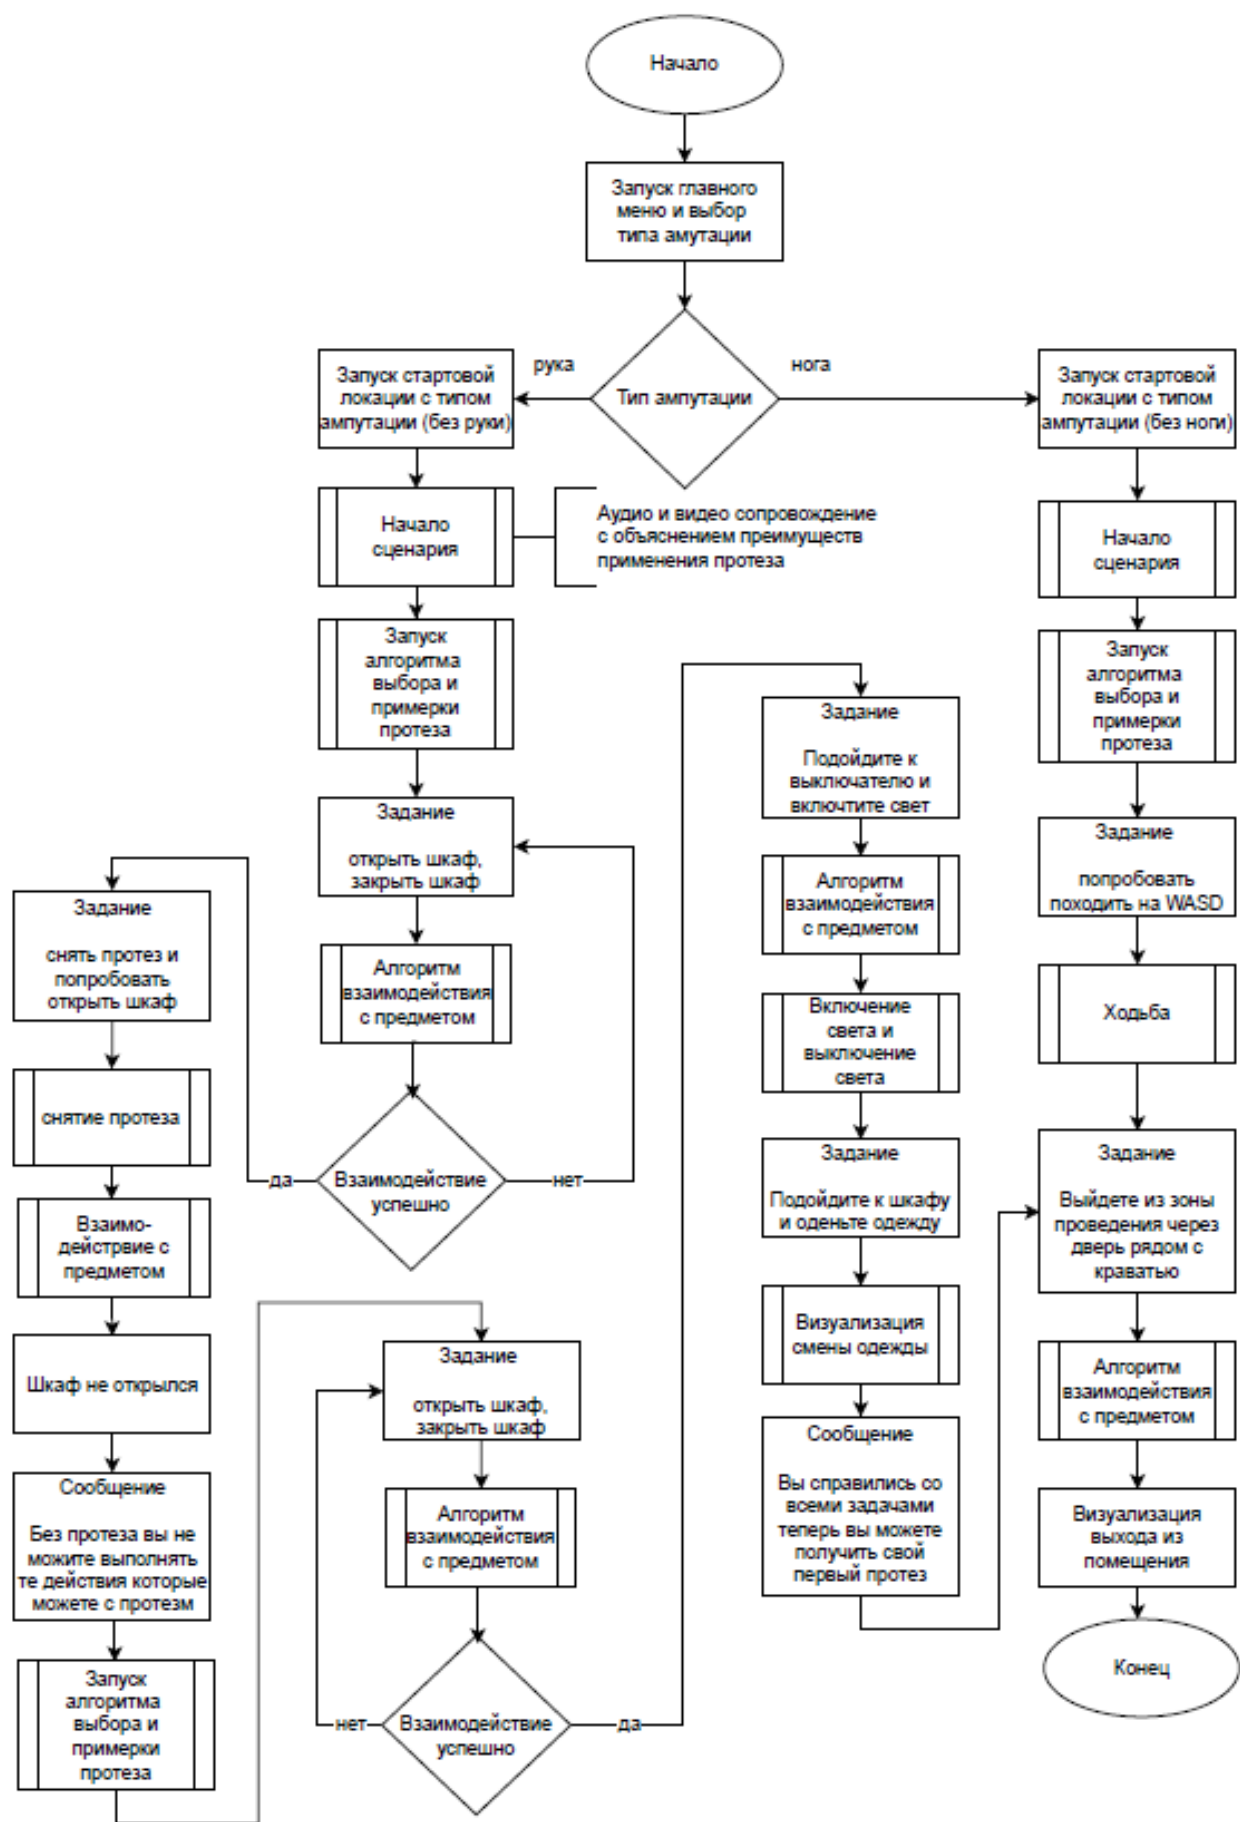 Начало
Запуск главного
меню и выбор
типа амутации
Тип ампутации
рука
нога
Запуск стартовой
локации с типом
ампутации (без руки)
Начало
сценария
Аудио и видео сопровождение
с объяснением преимуществ
применения протеза
Запуск
алгоритма
выбора и
примерки
протеза
Задание
открыть шкаф,
закрыть шкаф
Алгоритм
взаимодействия
с предметом
Взаимодействие
успешно
да
нет
Задание
снять протез и
попробовать
открыть шкаф
снятие протеза
Взаимо-
действрие с
предметом
Шкаф не открылся
Сообщение
Без протеза вы не
можите выполнять
те действия которые
можете с протезм
Запуск
алгоритма
выбора и
примерки
протеза
Задание
открыть шкаф,
закрыть шкаф
Алгоритм
взаимодействия
с предметом
Взаимодействие
успешно
нет
да
Задание
Подойдите к
выключателю и
включтите свет
Алгоритм
взаимодействия
с предметом
Включение
света и
выключение
света
Задание
Подойдите к шкафу
и оденьте одежду
Визуализация
смены одежды
Сообщение
Вы справились со
всеми задачами
теперь вы можете
получить свой
первый протез
Запуск стартовой
локации с типом
ампутации (без ноги)
Начало
сценария
Запуск
алгоритма
выбора и
примерки
протеза
Задание
попробовать
походить на WASD
Ходьба
Задание
Выйдете из зоны
проведения через
дверь рядом с
краватью
Алгоритм
взаимодействия
с предметом
Визуализация
выхода из
помещения
Конец